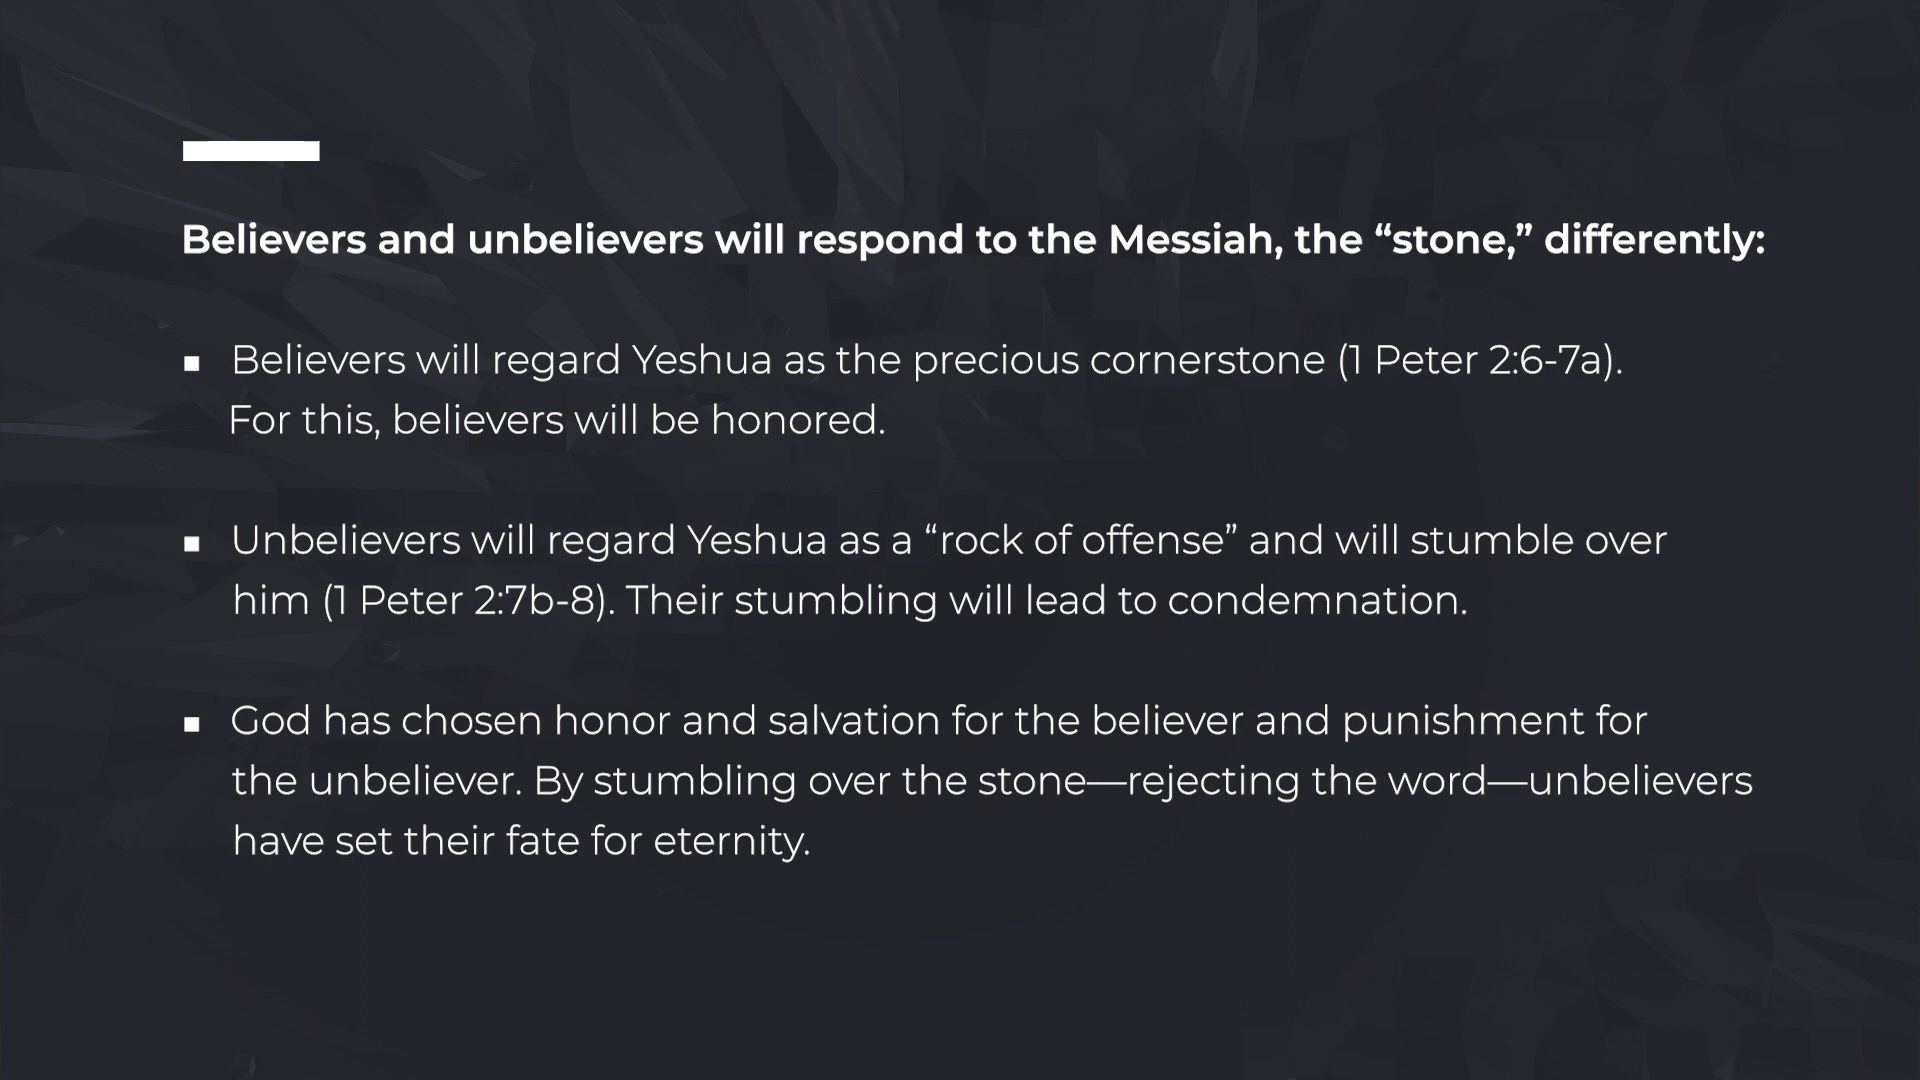 Believers and unbelievers will respond to the Messiah, the “stone,” differently:
▪ Believers will regard Yeshua as the precious cornerstone (1 Peter 2:6-7a).
For this, believers will be honored.
▪ Unbelievers will regard Yeshua as a “rock of offense” and will stumble over
him (1 Peter 2:7b-8). Their stumbling will lead to condemnation.
▪ God has chosen honor and salvation for the believer and punishment for
the unbeliever. By stumbling over the stone—rejecting the word—unbelievers
have set their fate for eternity.